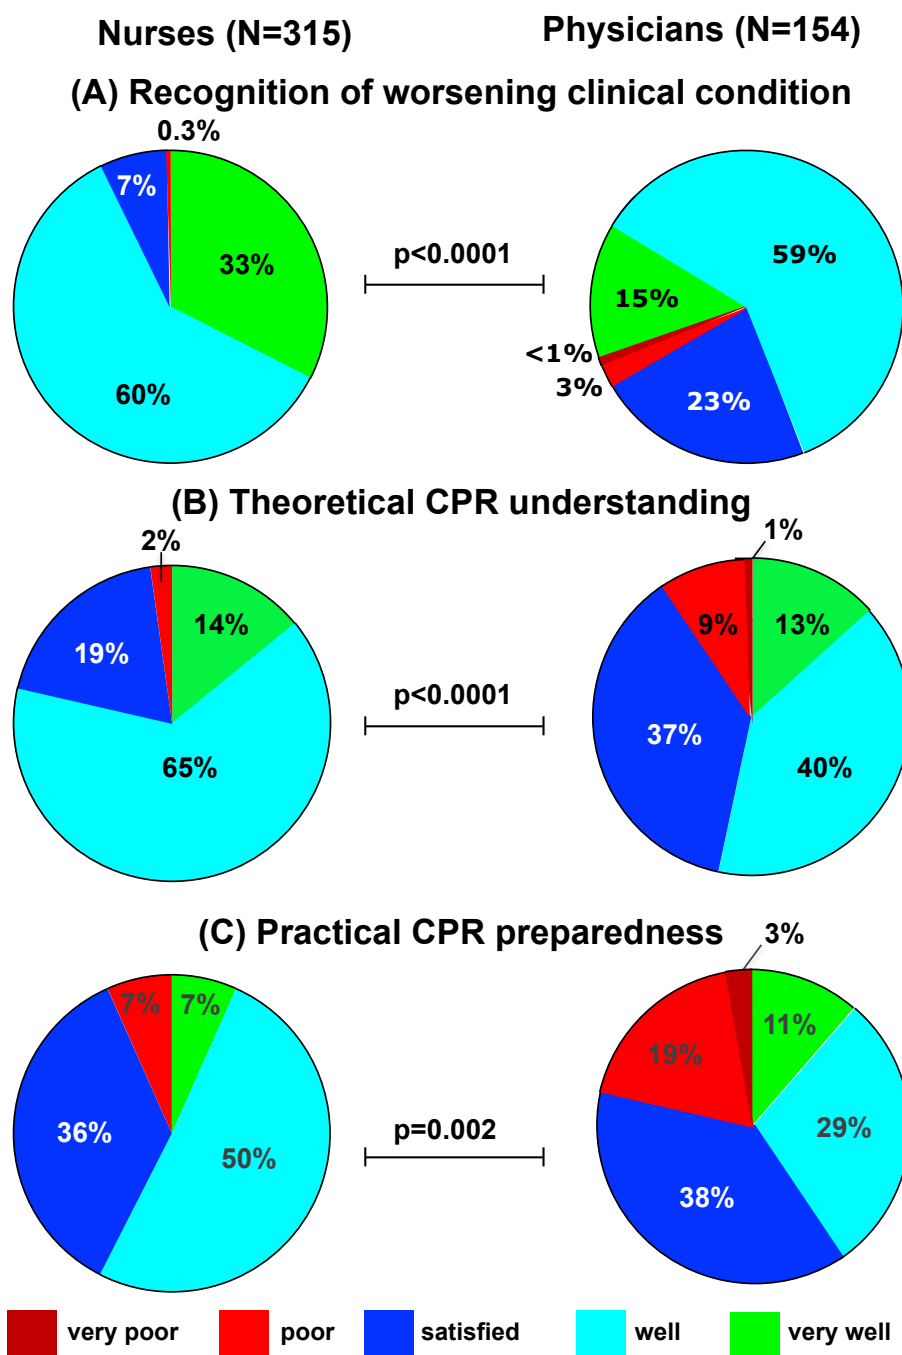 Nurses (N=315)
Physicians (N=154)
(A) Recognition of worsening clinical condition
0.3%
7%
33%
60%
p<0.0001
59%
15%
<1%
3%
23%
(B) Theoretical CPR understanding
2%
14%
19%
65%
p<0.0001
1%
9%
13%
37%
40%
(C) Practical CPR preparedness
7%
7%
36%
50%
p=0.002
3%
11%
19%
29%
38%
very poor
poor
satisfied
well
very well